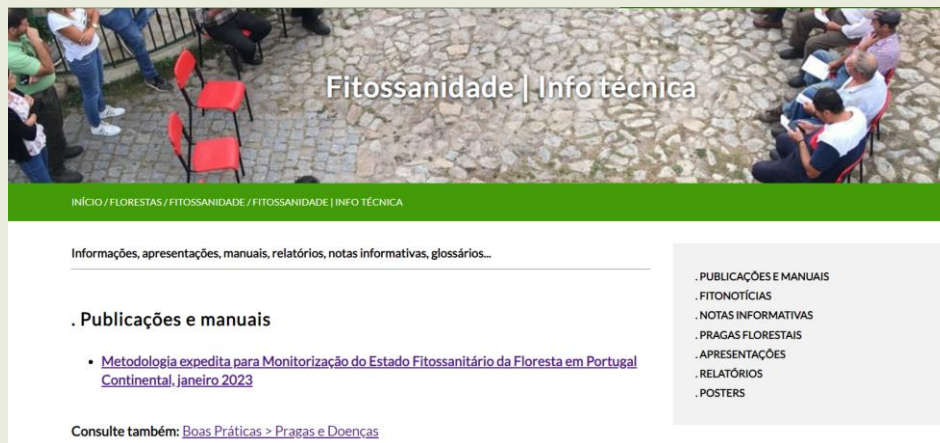 Fitossanidade | Info técnica
INÍCIO / FLORESTAS / FITOSSANIDADE / FITOSSANIDADE | INFO TÉCNICA
Informações, apresentações, manuais, relatórios, notas informativas, glossários...
. Publicações e manuais
• Metodologia expedita para Monitorização do Estado Fitossanitário da Floresta em Portugal
Continental, janeiro 2023
Consulte também: Boas Práticas > Pragas e Doenças
. PUBLICAÇÕES E MANUAIS
. FITONOTÍCIAS
. NOTAS INFORMATIVAS
. PRAGAS FLORESTAIS
. APRESENTAÇÕES
. RELATÓRIOS
. POSTERS